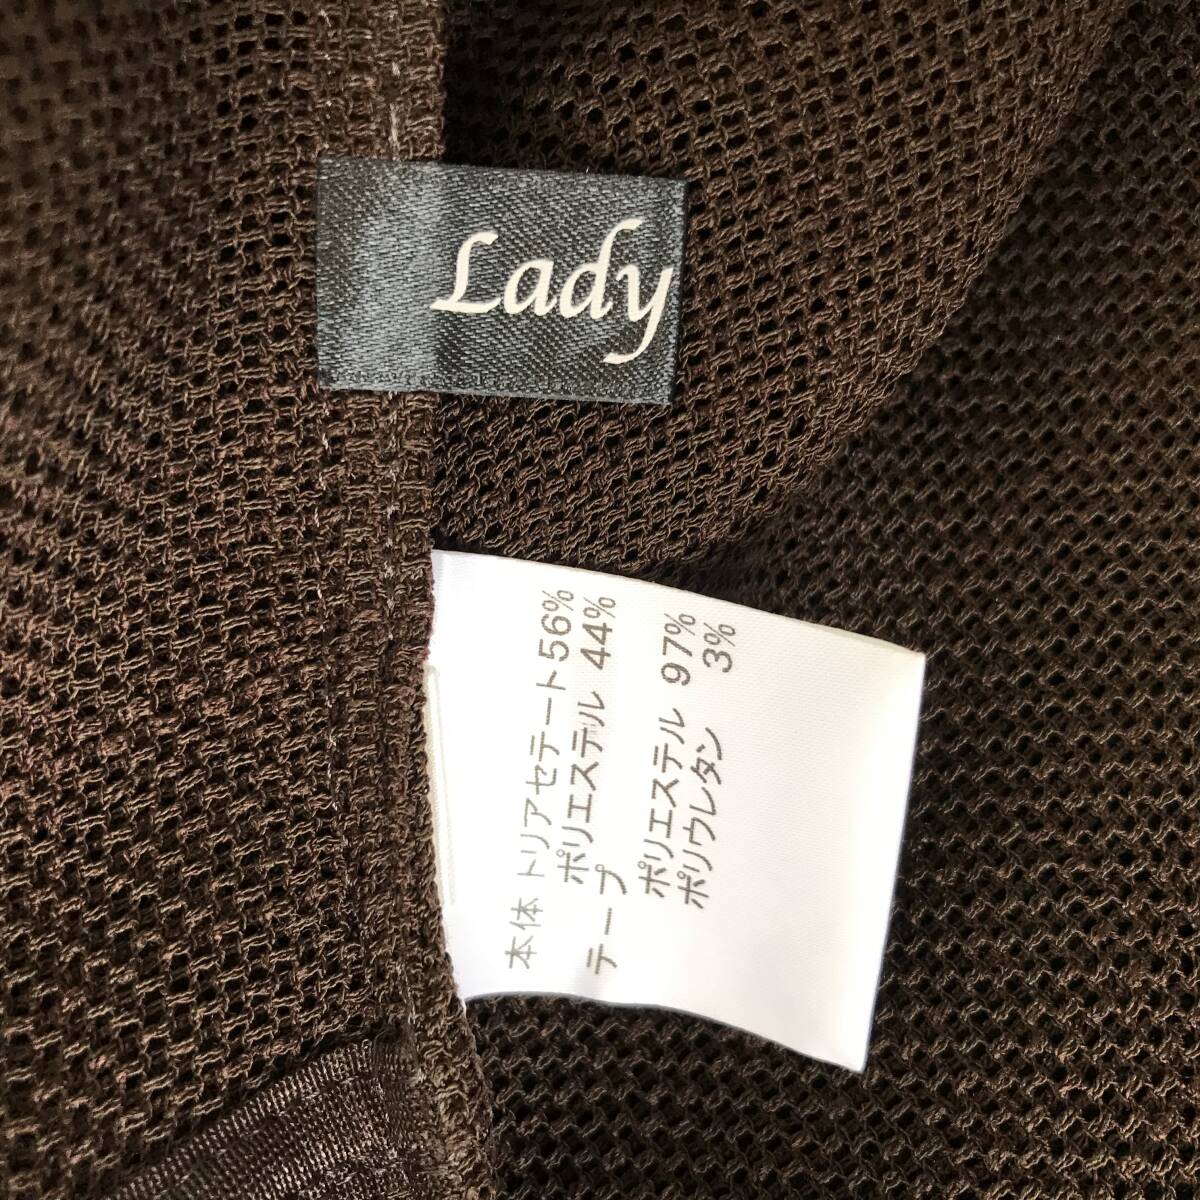 Lady
本体 トリアセテート56%
ポリエステル 44%
テープ
ポリエステル 97%
ポリウレタン 3%